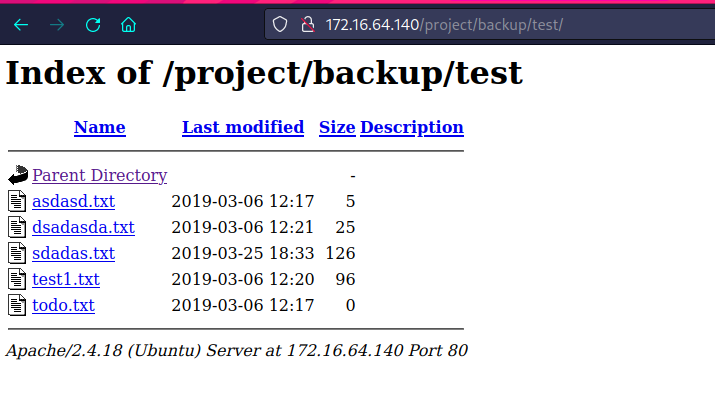 172.16.64.140/project/backup/test/
Index of /project/backup/test
Name Last modified Size Description
Parent Directory -
asdasd.txt 2019-03-06 12:17 5
dsadasda.txt 2019-03-06 12:21 25
sdadas.txt 2019-03-25 18:33 126
test1.txt 2019-03-06 12:20 96
todo.txt 2019-03-06 12:17 0
Apache/2.4.18 (Ubuntu) Server at 172.16.64.140 Port 80